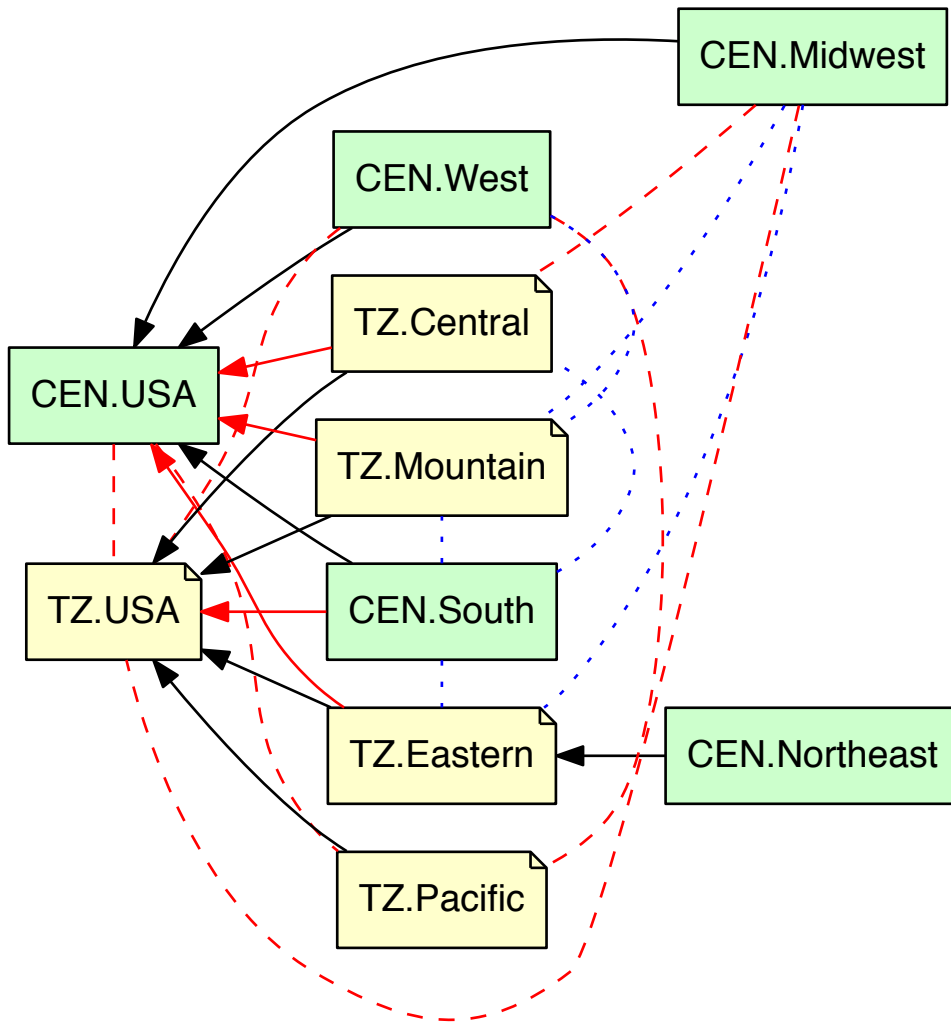 CEN.Midwest
CEN.West
TZ.Central
CEN.USA
TZ.Mountain
TZ.USA
CEN.South
TZ.Eastern
CEN.Northeast
TZ.Pacific